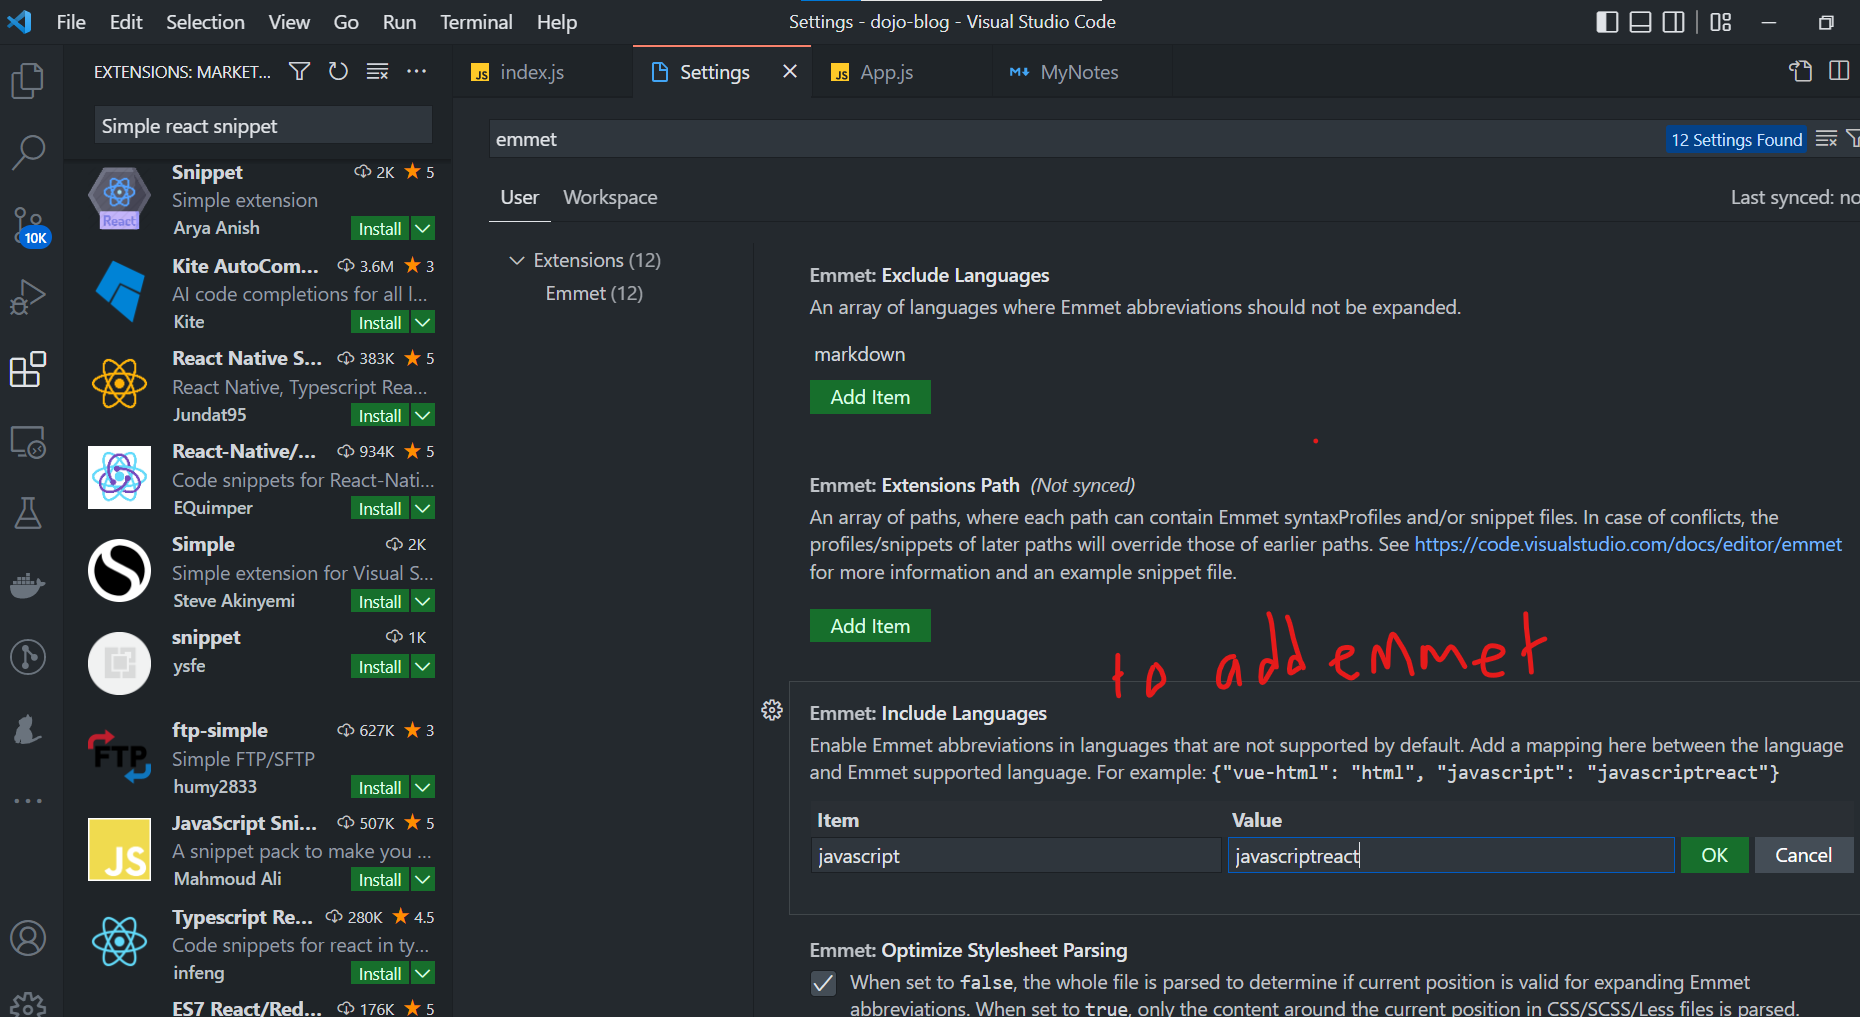 File Edit Selection View Go Run Terminal Help
Settings - dojo-blog - Visual Studio Code
EXTENSIONS: MARKET...
Simple react snippet
10K
Snippet 2K 5
Simple extension
Arya Anish Install
React
Kite AutoCom... 3.6M 3
AI code completions for all l...
Kite Install
React Native S... 383K 5
React Native, Typescript Rea...
Jundat95 Install
React-Native/... 934K 5
Code snippets for React-Nati...
EQuimper Install
Simple 2K
Simple extension for Visual S...
Steve Akinyemi Install
snippet 1K
ysfe Install
ftp-simple 627K 3
Simple FTP/SFTP
humy2833 Install
FTP
JavaScript Sni... 507K 5
A snippet pack to make you ...
Mahmoud Ali Install
JS
Typescript Re... 280K 4.5
Code snippets for react in ty...
infeng Install
ES7 React/Red... 176K 5
JS index.js Settings JS App.js MyNotes
emmet 12 Settings Found
User Workspace Last synced: no
Extensions (12)
Emmet (12)
Emmet: Exclude Languages
An array of languages where Emmet abbreviations should not be expanded.
markdown
Add Item
Emmet: Extensions Path (Not synced)
An array of paths, where each path can contain Emmet syntaxProfiles and/or snippet files. In case of conflicts, the
profiles/snippets of later paths will override those of earlier paths. See https://code.visualstudio.com/docs/editor/emmet
for more information and an example snippet file.
Add Item
to add emmet
Emmet: Include Languages
Enable Emmet abbreviations in languages that are not supported by default. Add a mapping here between the language
and Emmet supported language. For example: {"vue-html": "html", "javascript": "javascriptreact"}
Item Value
javascript javascriptreact OK Cancel
Emmet: Optimize Stylesheet Parsing
When set to false, the whole file is parsed to determine if current position is valid for expanding Emmet
abbreviations. When set to true, only the content around the current position in CSS/SCSS/Less files is parsed.